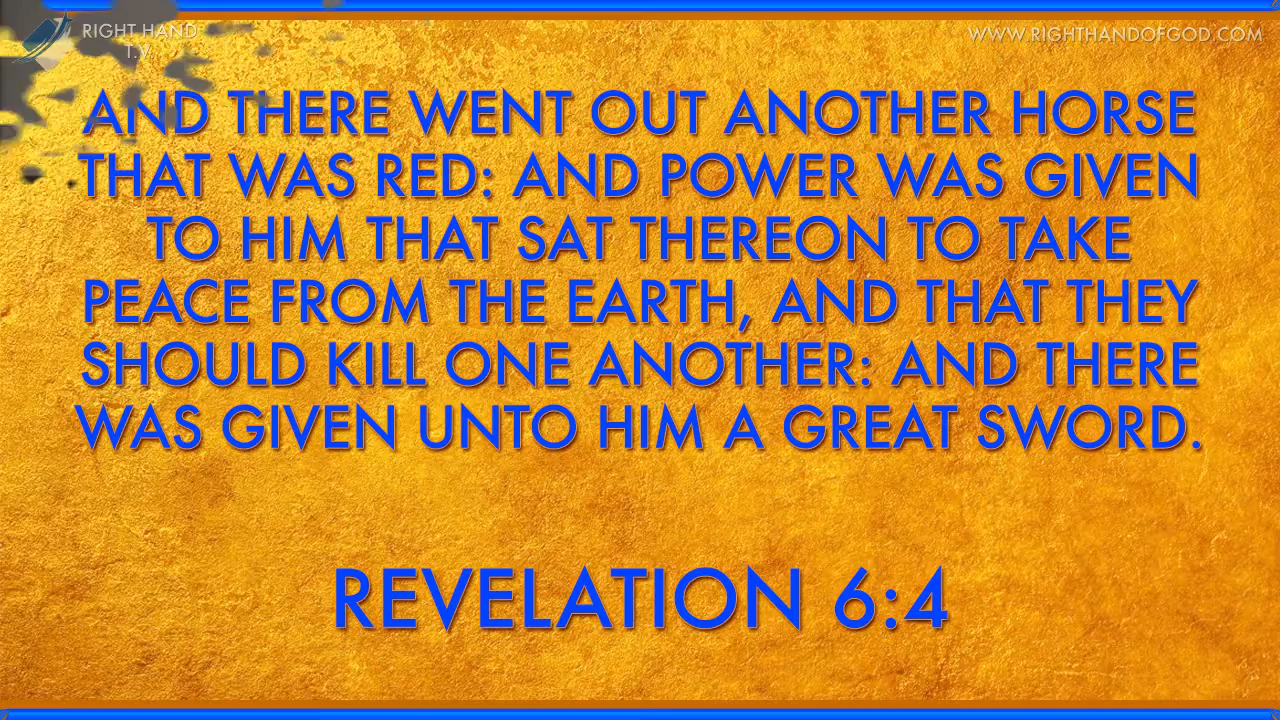 RIGHT HAND
T.V.
WWW.RIGHTHANDOFGOD.COM
AND THERE WENT OUT ANOTHER HORSE
THAT WAS RED: AND POWER WAS GIVEN
TO HIM THAT SAT THEREON TO TAKE
PEACE FROM THE EARTH, AND THAT THEY
SHOULD KILL ONE ANOTHER: AND THERE
WAS GIVEN UNTO HIM A GREAT SWORD.
REVELATION 6:4